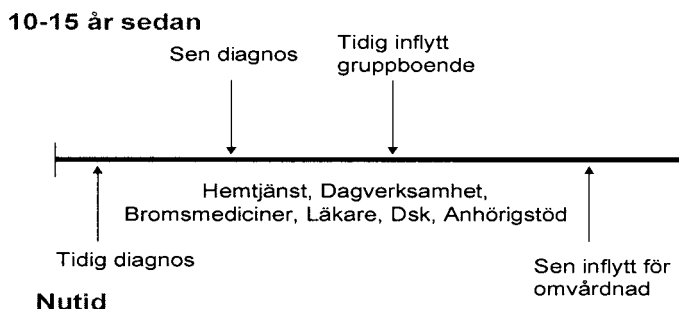 10-15 år sedan
Sen diagnos
Tidig inflytt
gruppboende
Hemtjänst, Dagverksamhet,
Bromsmediciner, Läkare, Dsk, Anhörigstöd
Tidig diagnos
Sen inflytt för
omvårdnad
Nutid